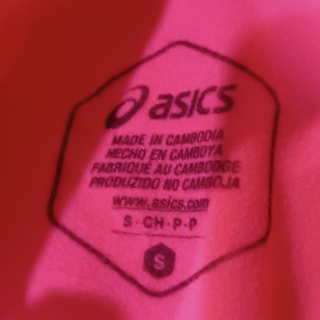 asics
MADE IN CAMBODIA
HECHO EN CAMBOYA
FABRIQUE AU CAMBODGE
PRODUZIDO NO CAMBOJA
www.asics.com
S·CH·P·P
S